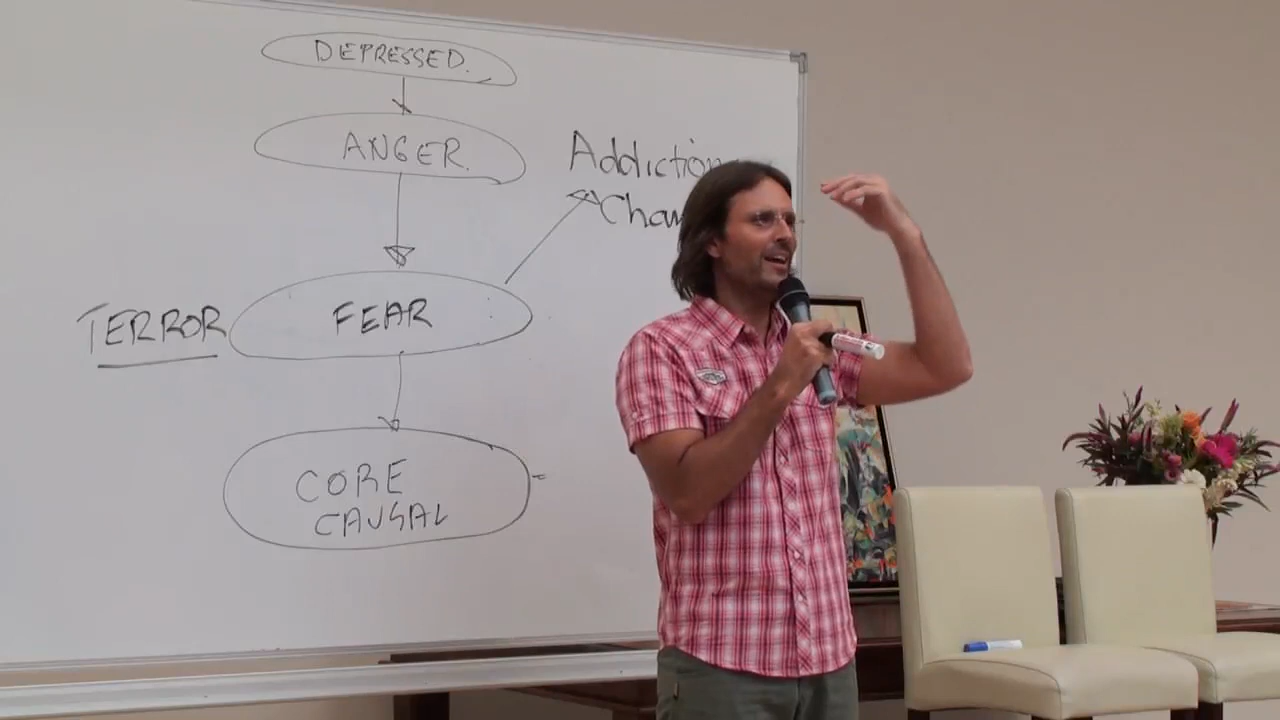 DEPRESSED.
ANGER.
Addiction
TERROR
FEAR
CORE
CAUSAL